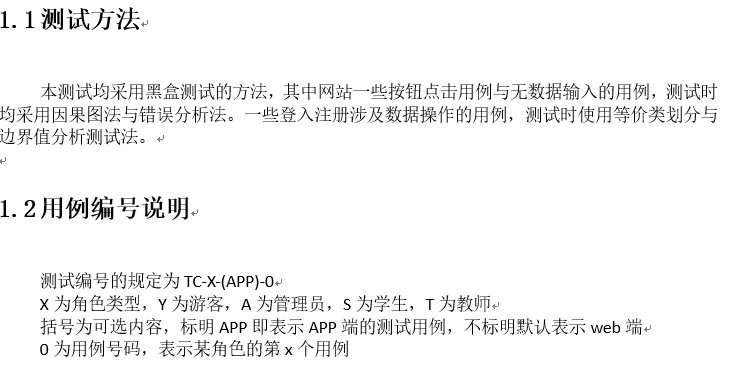 1.1测试方法
本测试均采用黑盒测试的方法，其中网站一些按钮点击用例与无数据输入的用例，测试时
均采用因果图法与错误分析法。一些登入注册涉及数据操作的用例，测试时使用等价类划分与
边界值分析测试法。
1.2用例编号说明
测试编号的规定为 TC-X-(APP)-0
X 为角色类型，Y 为游客，A 为管理员，S 为学生，T 为教师
括号为可选内容，标明 APP 即表示 APP 端的测试用例，不标明默认表示 web 端
0 为用例号码，表示某角色的第 x 个用例